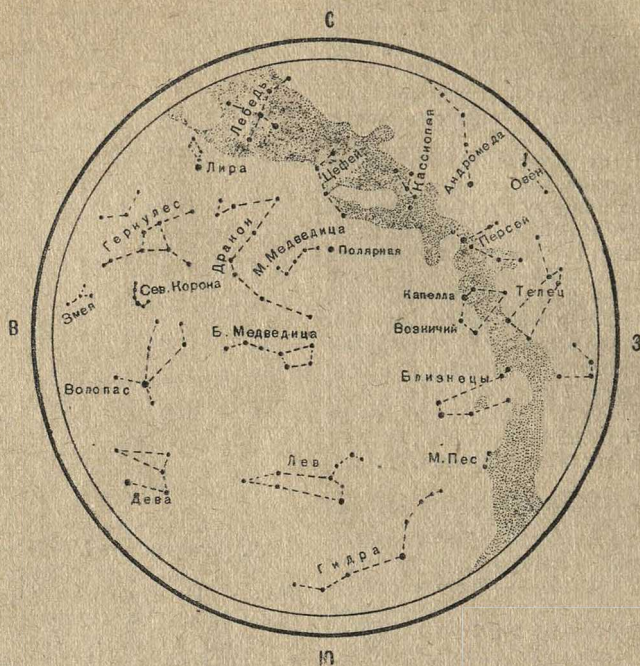 С
Лебедь
Лира
Цефей
Кассиопая
Андромеда
Овен
Геркулес
Дракон
М.Медведица
Полярная
Персей
Змея
Сев.Корона
Капелла
Телец
В
Б.Медведица
Возничий
З
Волопас
Близнецы
Дева
Лев
М.Пес
Гидра
Ю